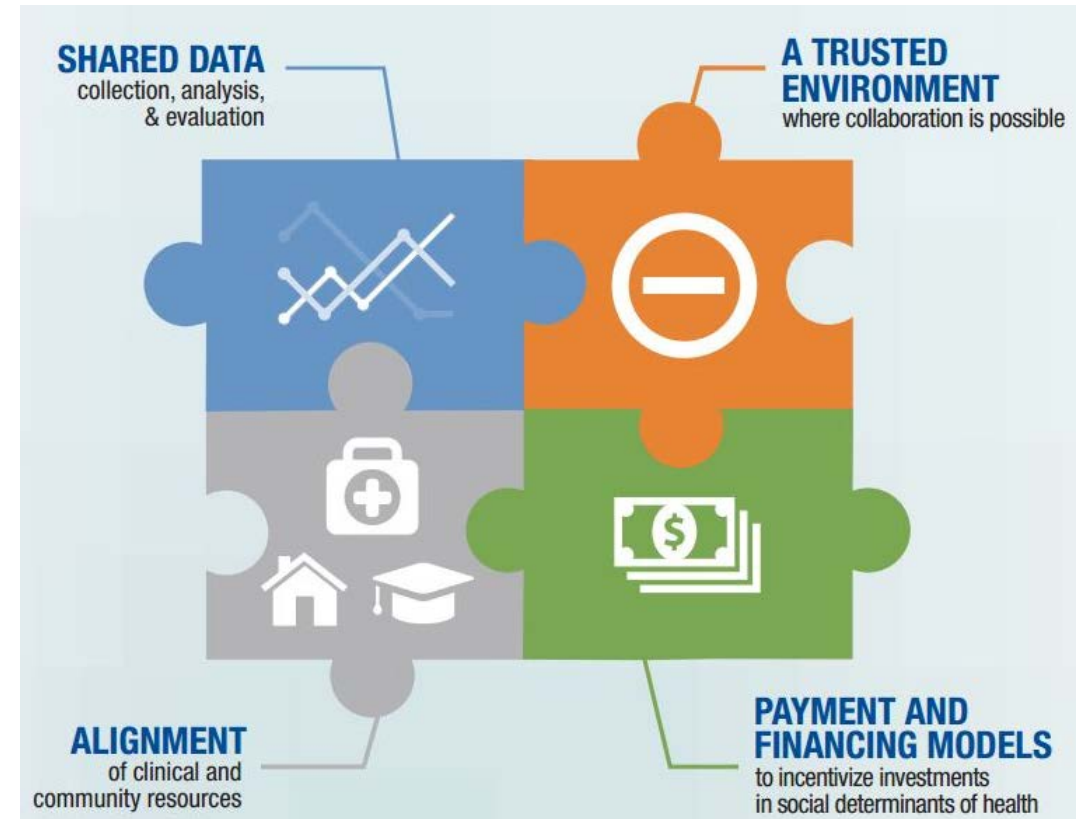 SHARED DATA
collection, analysis,
& evaluation
A TRUSTED
ENVIRONMENT
where collaboration is possible
$
ALIGNMENT
of clinical and
community resources
PAYMENT AND
FINANCING MODELS
to incentivize investments
in social determinants of health